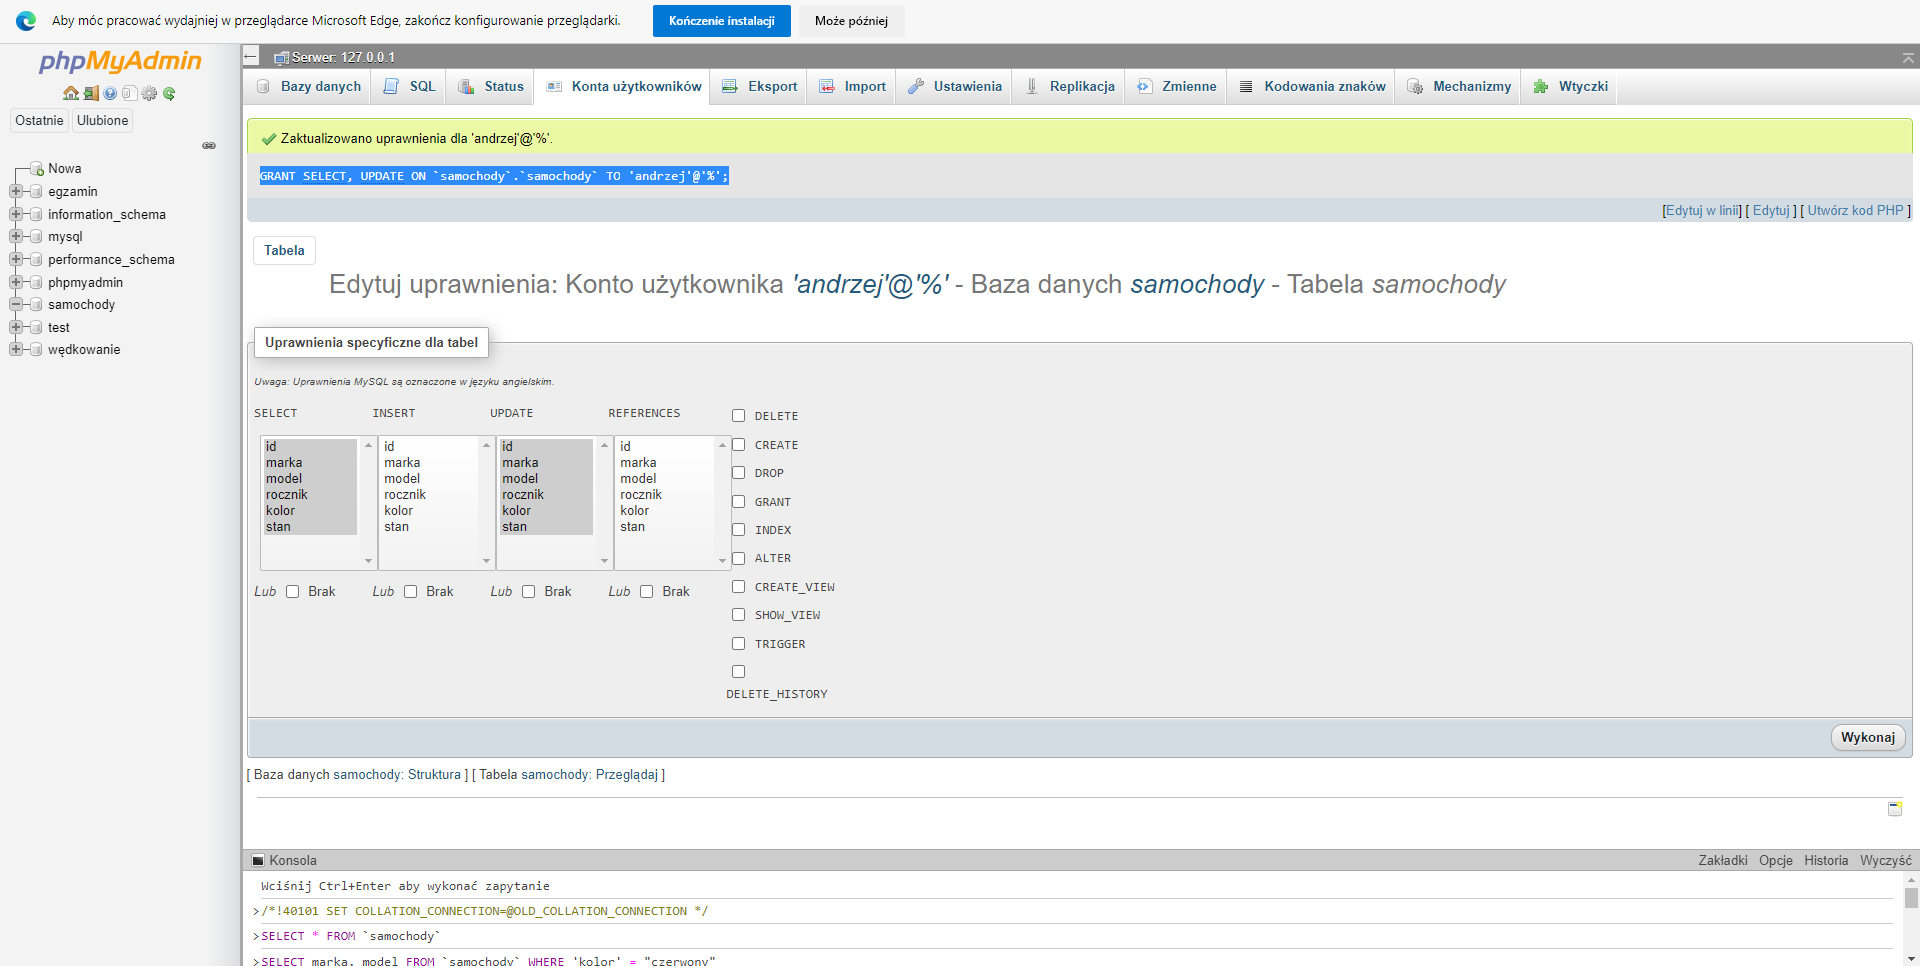 Aby móc pracować wydajniej w przeglądarce Microsoft Edge, zakończ konfigurowanie przeglądarki. Kończenie instalacji Może później
phpMyAdmin
Ostatnie Ulubione
Nowa
egzamin
information_schema
mysql
performance_schema
phpmyadmin
samochody
test
wędkowanie
Serwer: 127.0.0.1
Bazy danych SQL Status Konta użytkowników Eksport Import Ustawienia Replikacja Zmienne Kodowania znaków Mechanizmy Wtyczki
Zaktualizowano uprawnienia dla 'andrzej'@'%'.
GRANT SELECT, UPDATE ON `samochody`.`samochody` TO 'andrzej'@'%';
[Edytuj w linii] [ Edytuj ] [ Utwórz kod PHP ]
Tabela
Edytuj uprawnienia: Konto użytkownika 'andrzej'@'%' - Baza danych samochody - Tabela samochody
Uprawnienia specyficzne dla tabel
Uwaga: Uprawnienia MySQL są oznaczone w języku angielskim.
SELECT INSERT UPDATE REFERENCES
id id id id
marka marka marka marka
model model model model
rocznik rocznik rocznik rocznik
kolor kolor kolor kolor
stan stan stan stan
Lub Brak Lub Brak Lub Brak Lub Brak
DELETE
CREATE
DROP
GRANT
INDEX
ALTER
CREATE_VIEW
SHOW_VIEW
TRIGGER
DELETE_HISTORY
Wykonaj
[ Baza danych samochody: Struktura ] [ Tabela samochody: Przeglądaj ]
Konsola Zakładki Opcje Historia Wyczyść
Wciśnij Ctrl+Enter aby wykonać zapytanie
>/*!40101 SET COLLATION_CONNECTION=@OLD_COLLATION_CONNECTION */
>SELECT * FROM `samochody`
>SELECT marka, model FROM `samochody` WHERE 'kolor' = "czerwony"